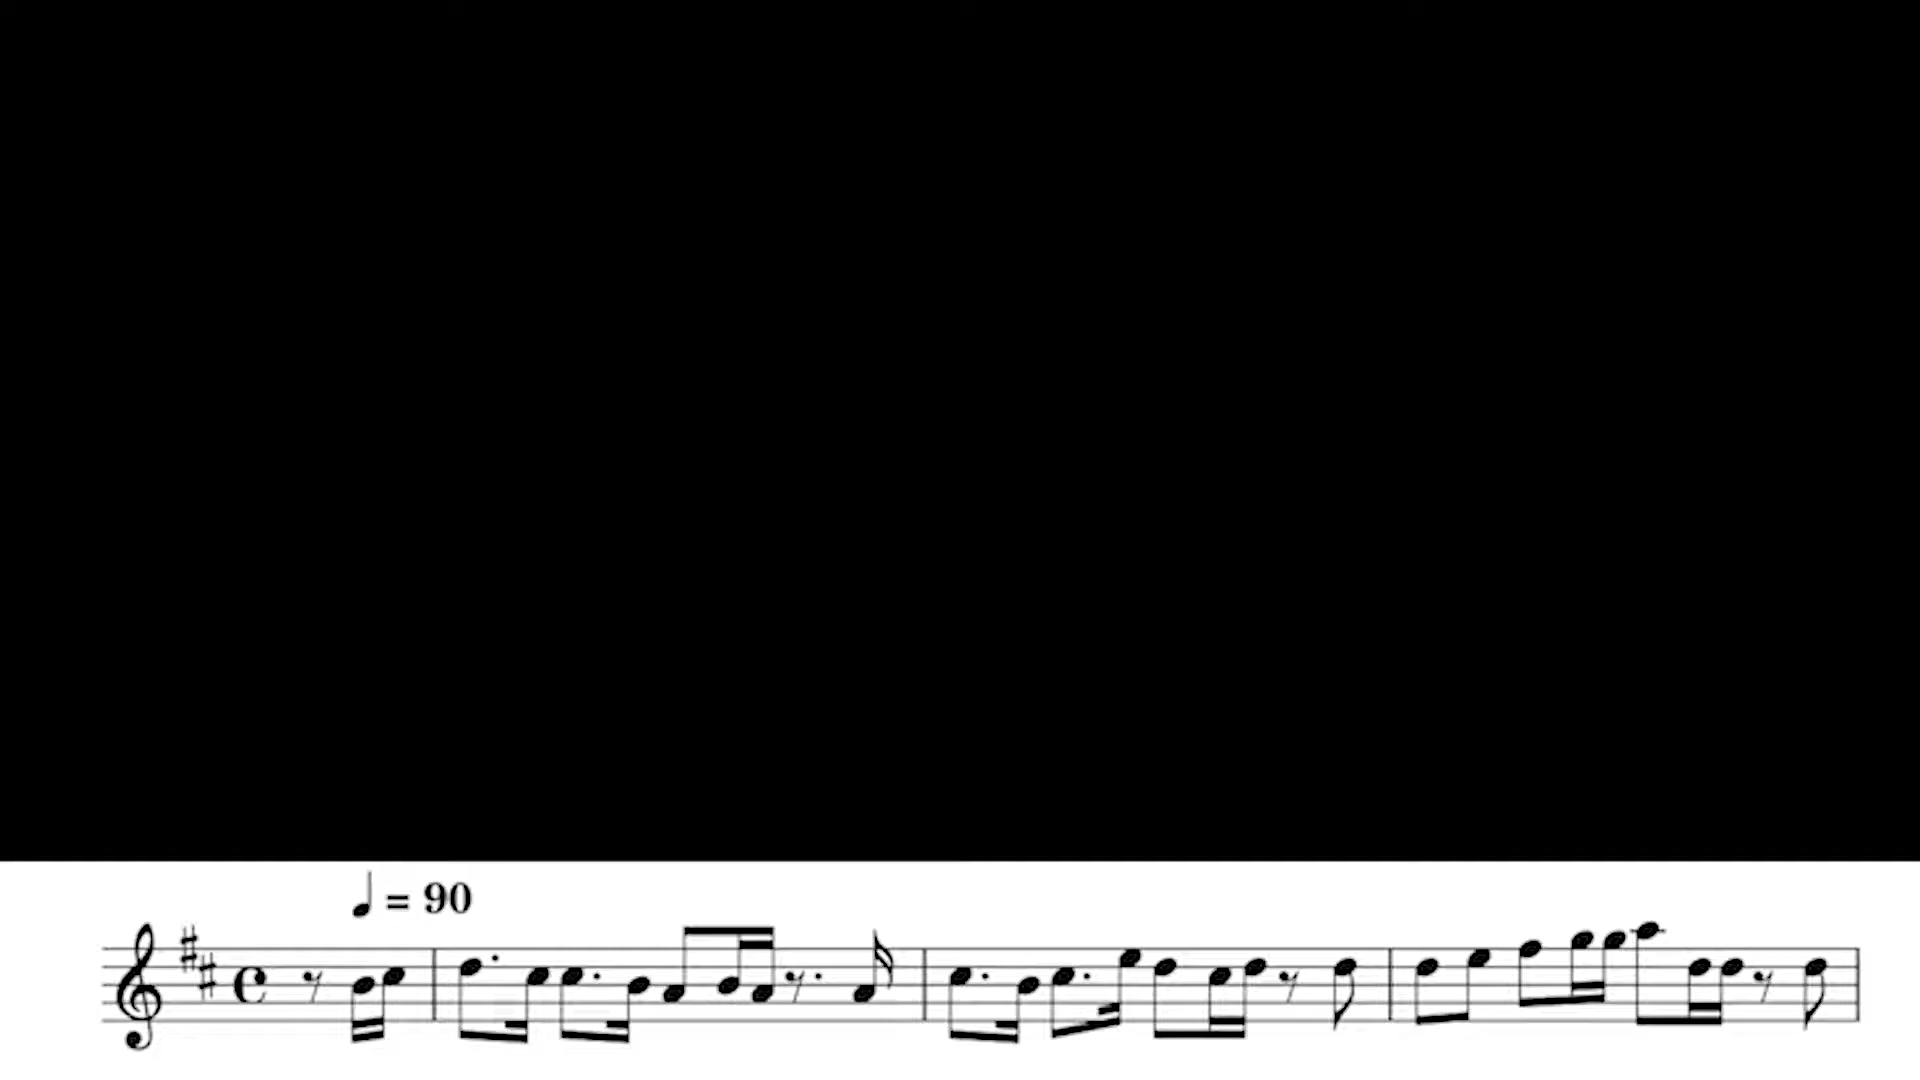 ♩ = 90